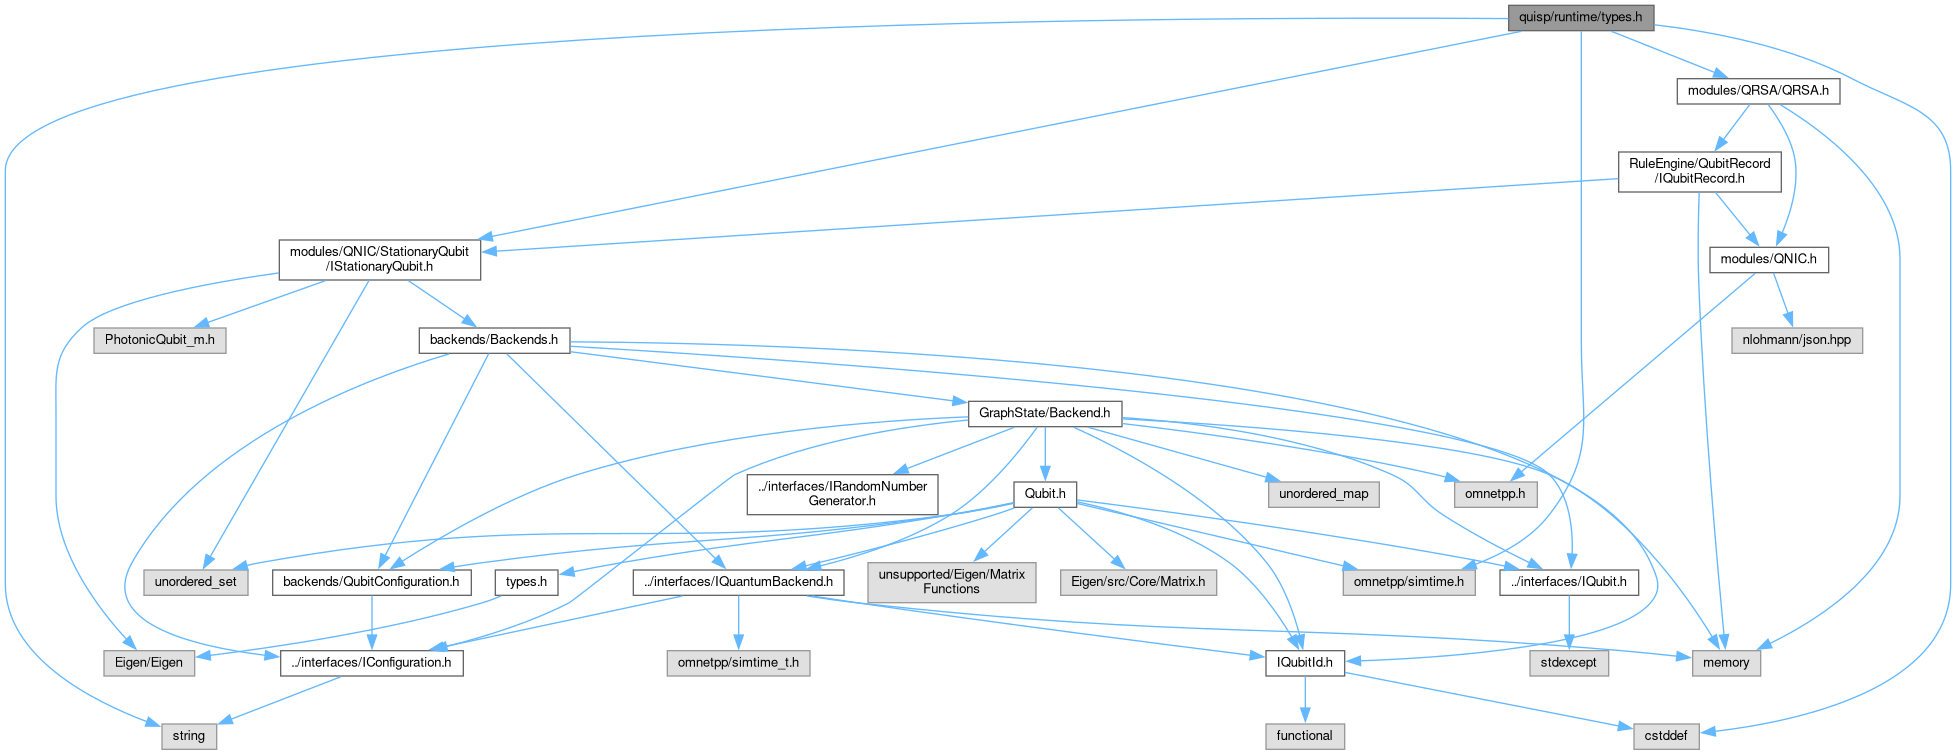 quisp/runtime/types.h
modules/QRSA/QRSA.h
RuleEngine/QubitRecord
/IQubitRecord.h
modules/QNIC/StationaryQubit
/IStationaryQubit.h
modules/QNIC.h
PhotonicQubit_m.h
backends/Backends.h
nlohmann/json.hpp
GraphState/Backend.h
../interfaces/IRandomNumber
Generator.h
Qubit.h
unordered_map
omnetpp.h
unordered_set
backends/QubitConfiguration.h
types.h
../interfaces/IQuantumBackend.h
unsupported/Eigen/Matrix
Functions
Eigen/src/Core/Matrix.h
omnetpp/simtime.h
../interfaces/IQubit.h
Eigen/Eigen
../interfaces/IConfiguration.h
omnetpp/simtime_t.h
IQubitId.h
stdexcept
memory
string
functional
cstddef